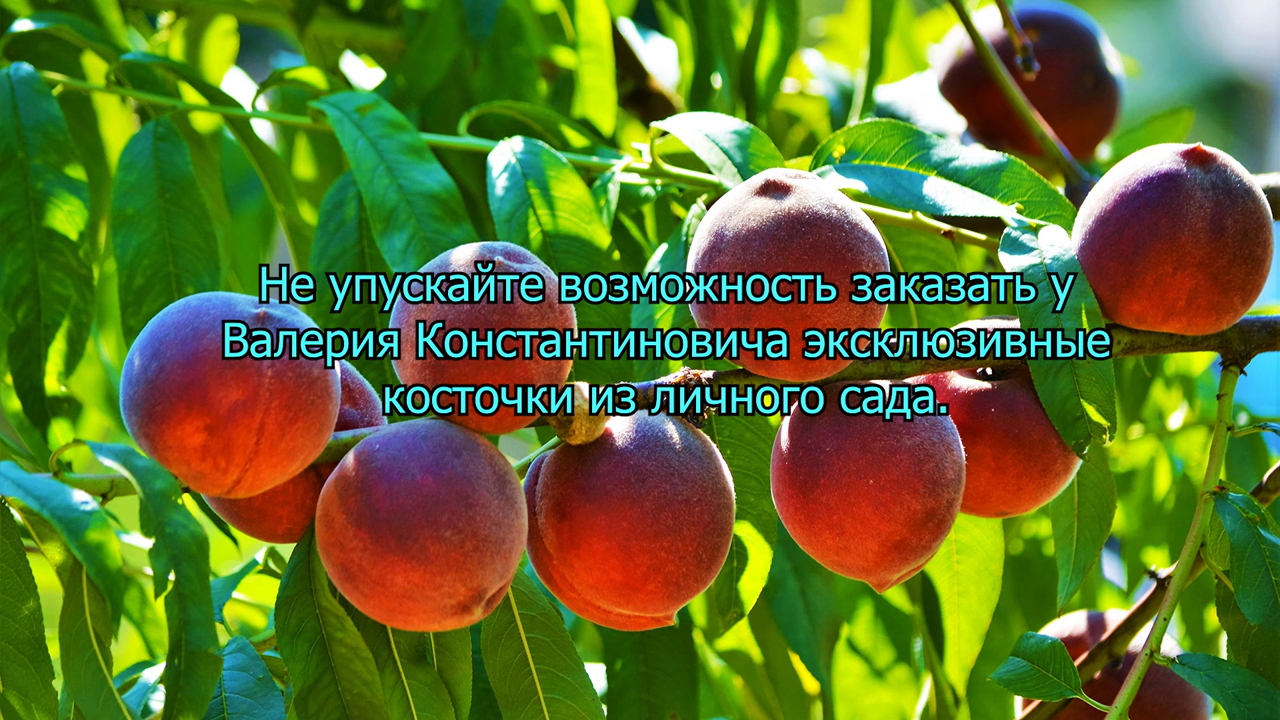 Не упускайте возможность заказать у
Валерия Константиновича эксклюзивные
косточки из личного сада.